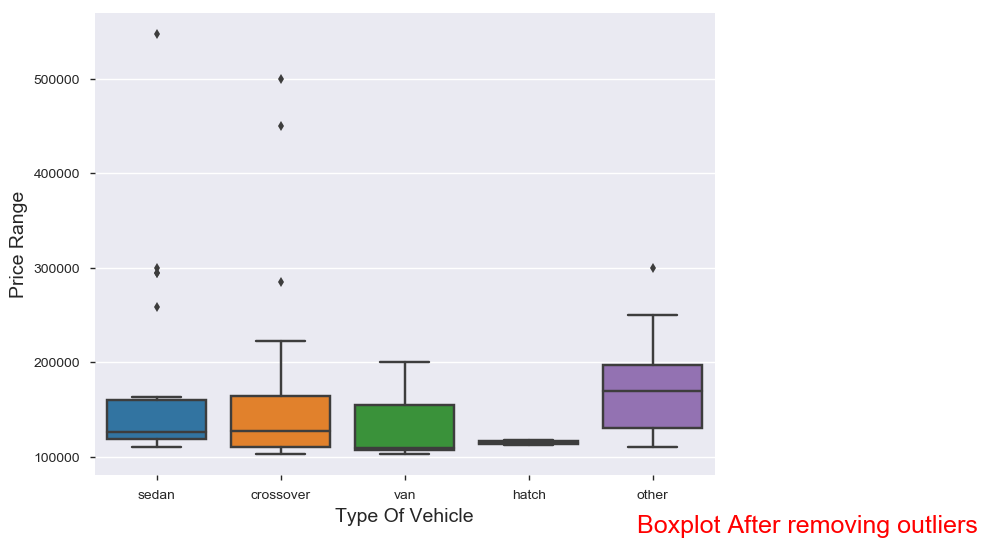 500000
400000
300000
200000
100000
Price Range
sedan
crossover
van
hatch
other
Type Of Vehicle
Boxplot After removing outliers